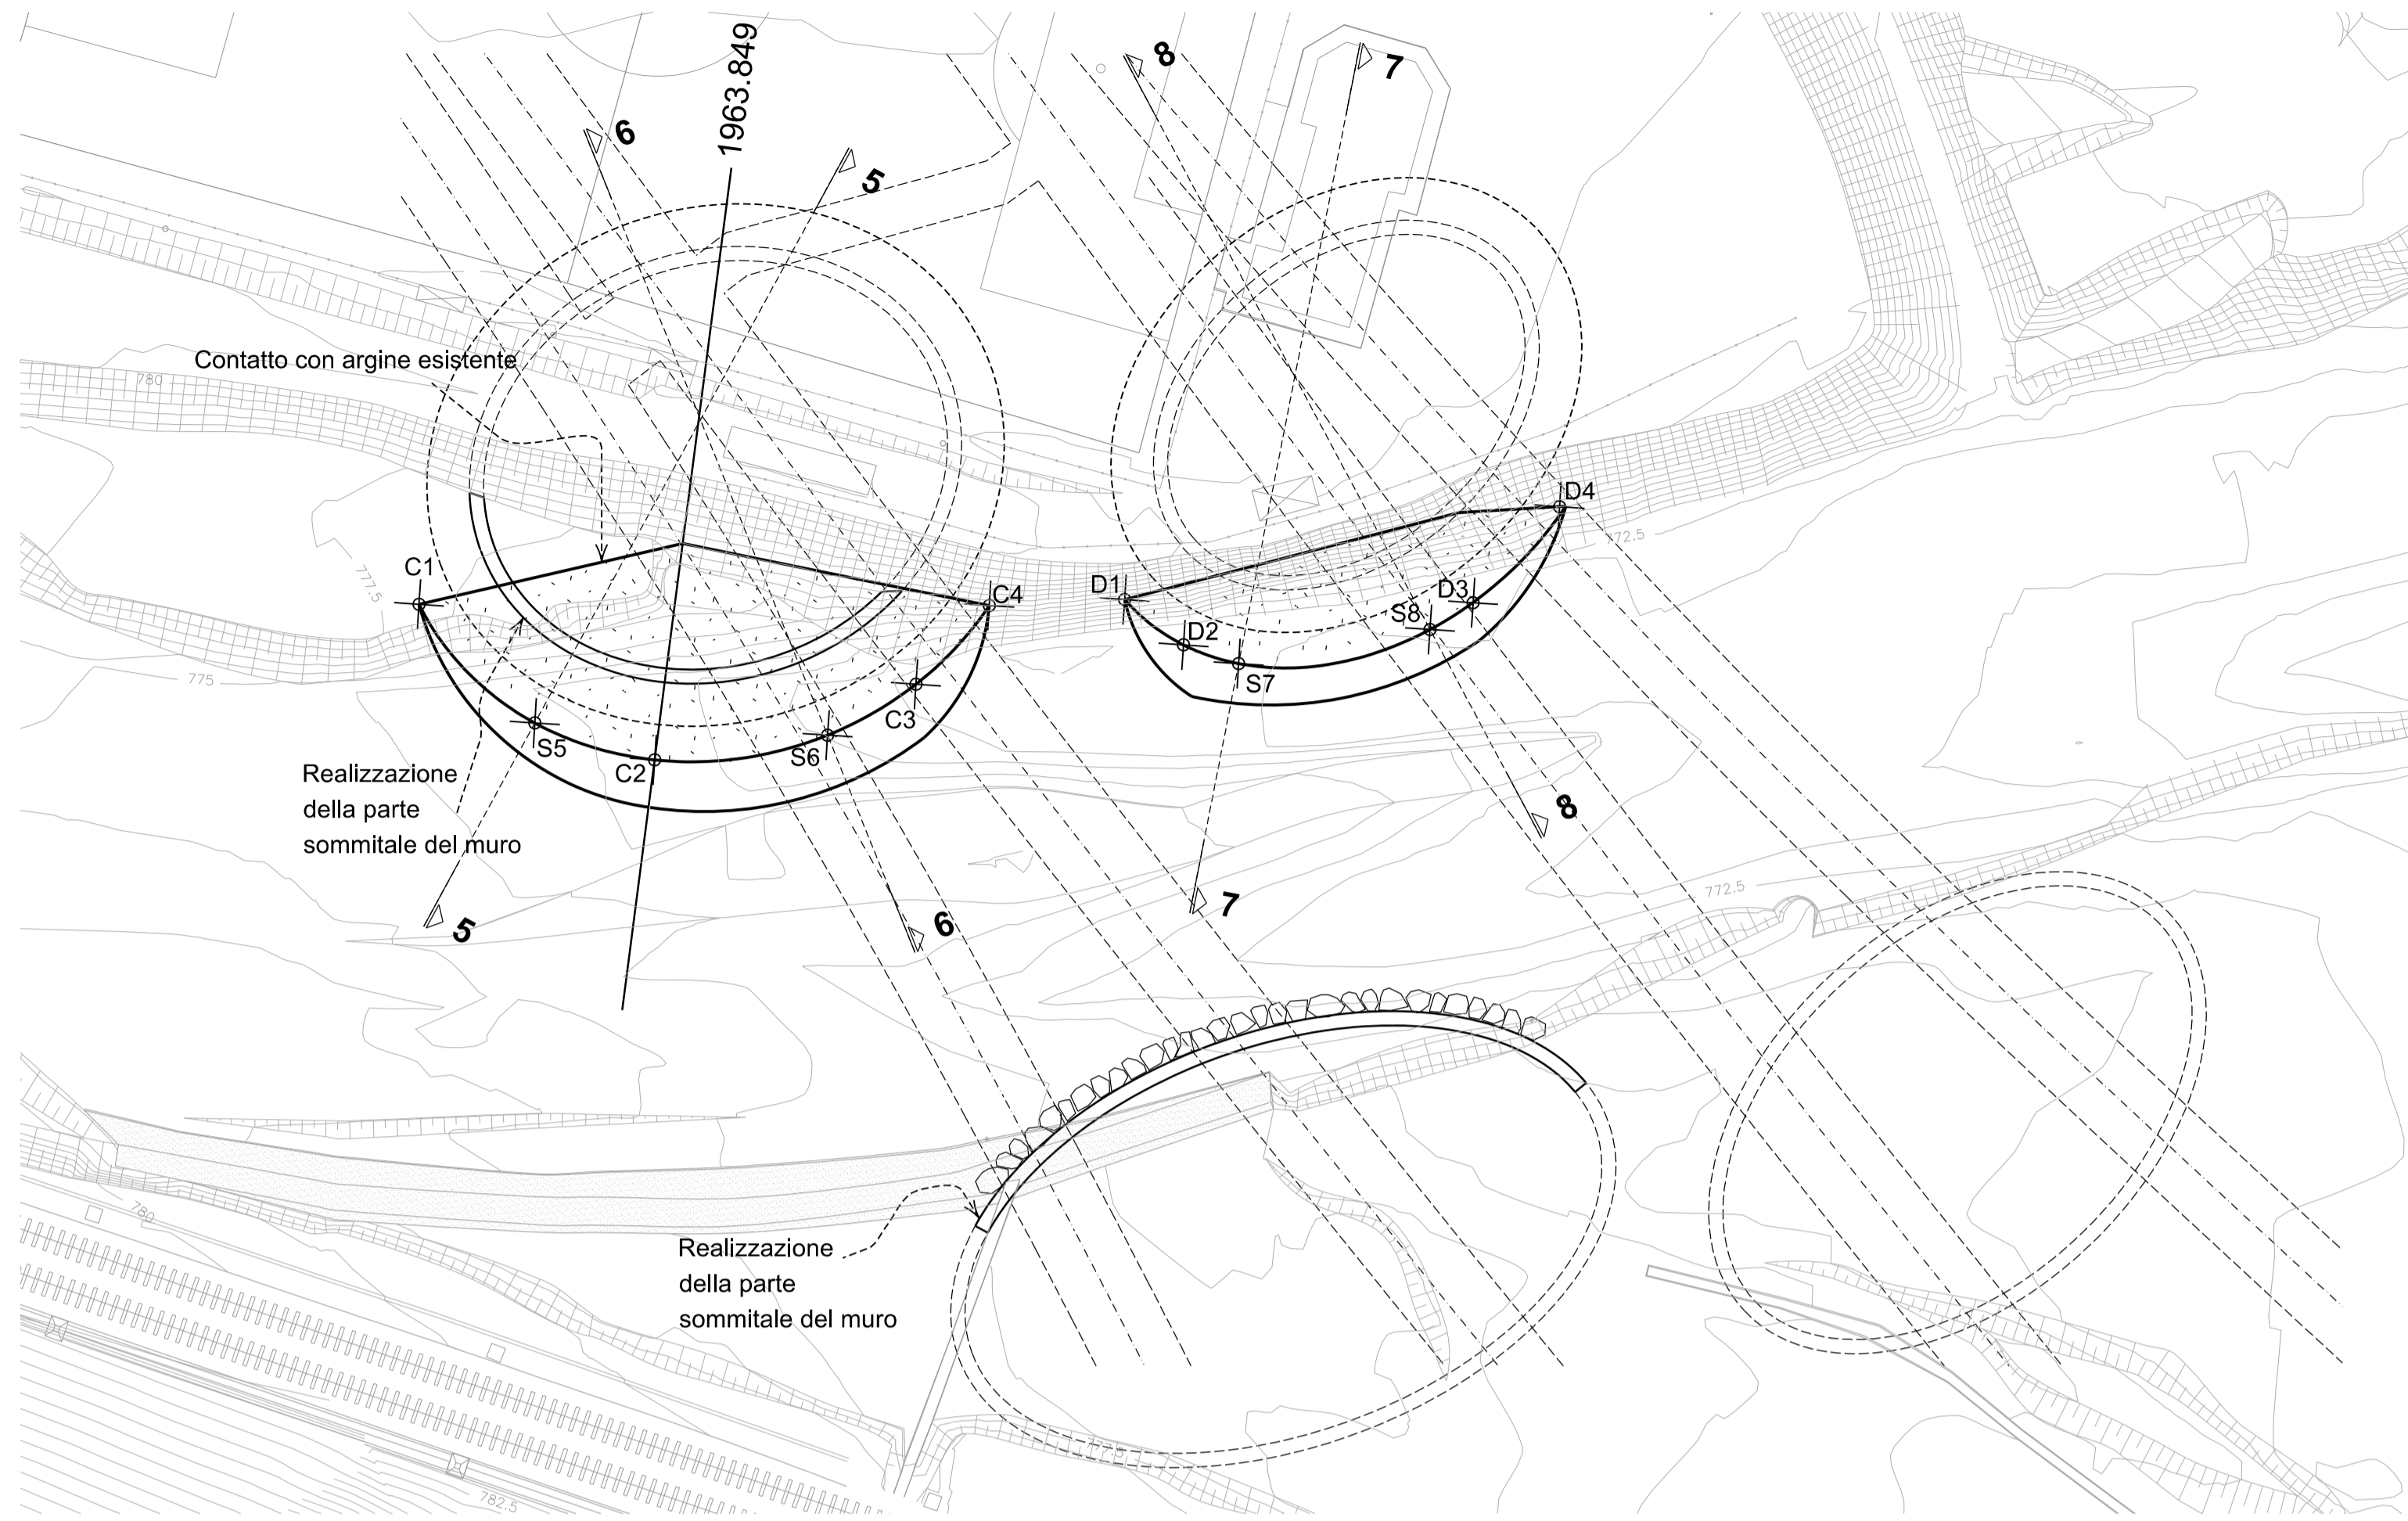 1963.849
8
7
6
5
Contatto con argine esistente
780
D4
772.5
C1
777.5
C4
D1
D3
S8
D2
775
S7
C3
S5
S6
C2
Realizzazione
della parte
sommitale del muro
8
772.5
7
6
5
780
Realizzazione
della parte
sommitale del muro
777.5
782.5